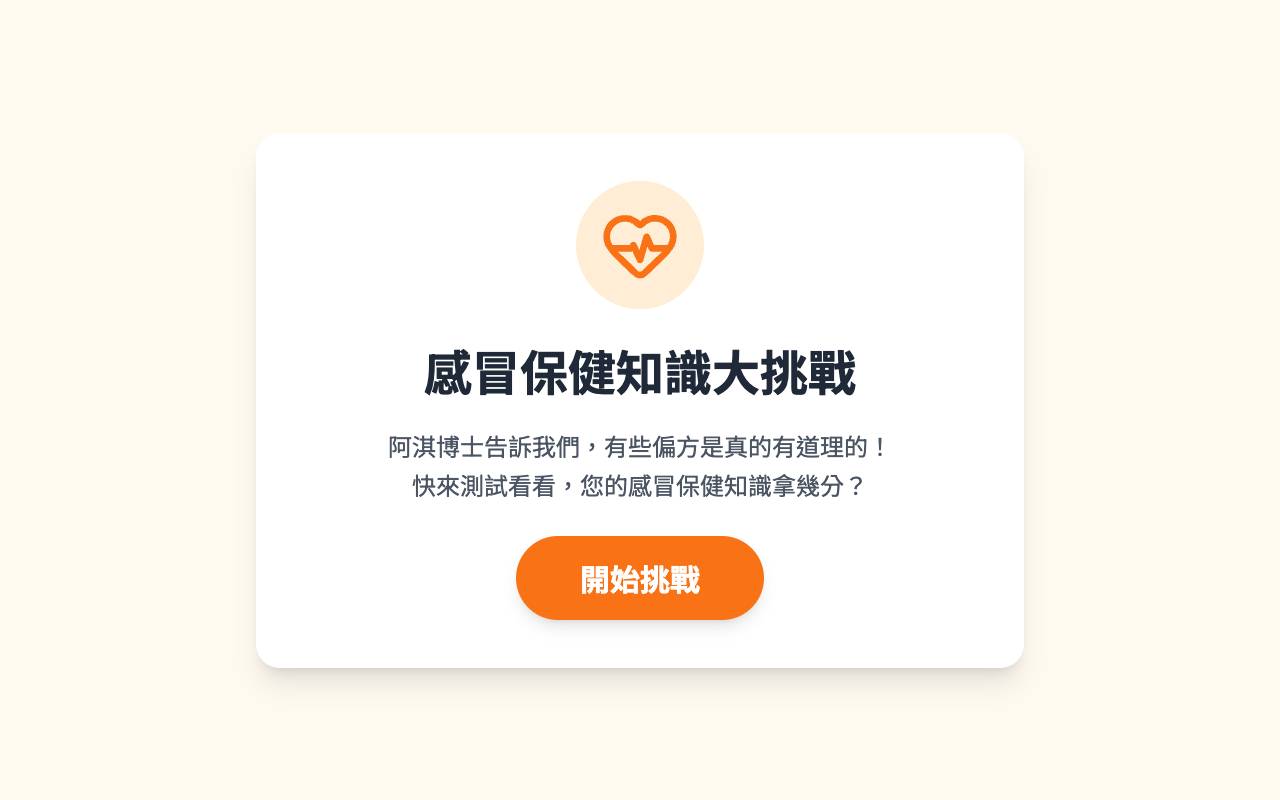 感冒保健知識大挑戰
阿淇博士告訴我們，有些偏方是真的有道理的！
快來測試看看，您的感冒保健知識拿幾分？
開始挑戰